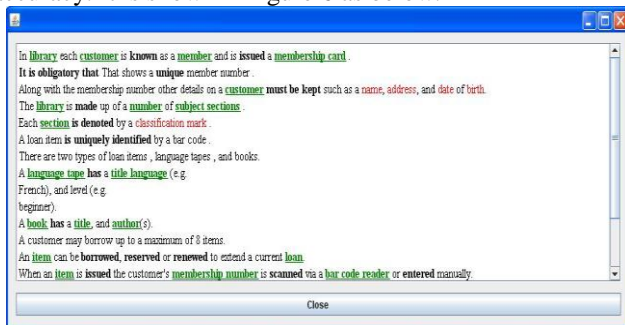 In library each customer is known as a member and is issued a membership card .
It is obligatory that That shows a unique member number .
Along with the membership number other details on a customer must be kept such as a name, address, and date of birth.
The library is made up of a number of subject sections .
Each section is denoted by a classification mark .
A loan item is uniquely identified by a bar code .
There are two types of loan items , language tapes , and books.
A language tape has a title language (e.g.
French), and level (e.g.
beginner).
A book has a title, and author(s).
A customer may borrow up to a maximum of 8 items.
An item can be borrowed, reserved or renewed to extend a current loan.
When an item is issued the customer's membership number is scanned via a bar code reader or entered manually.
Close